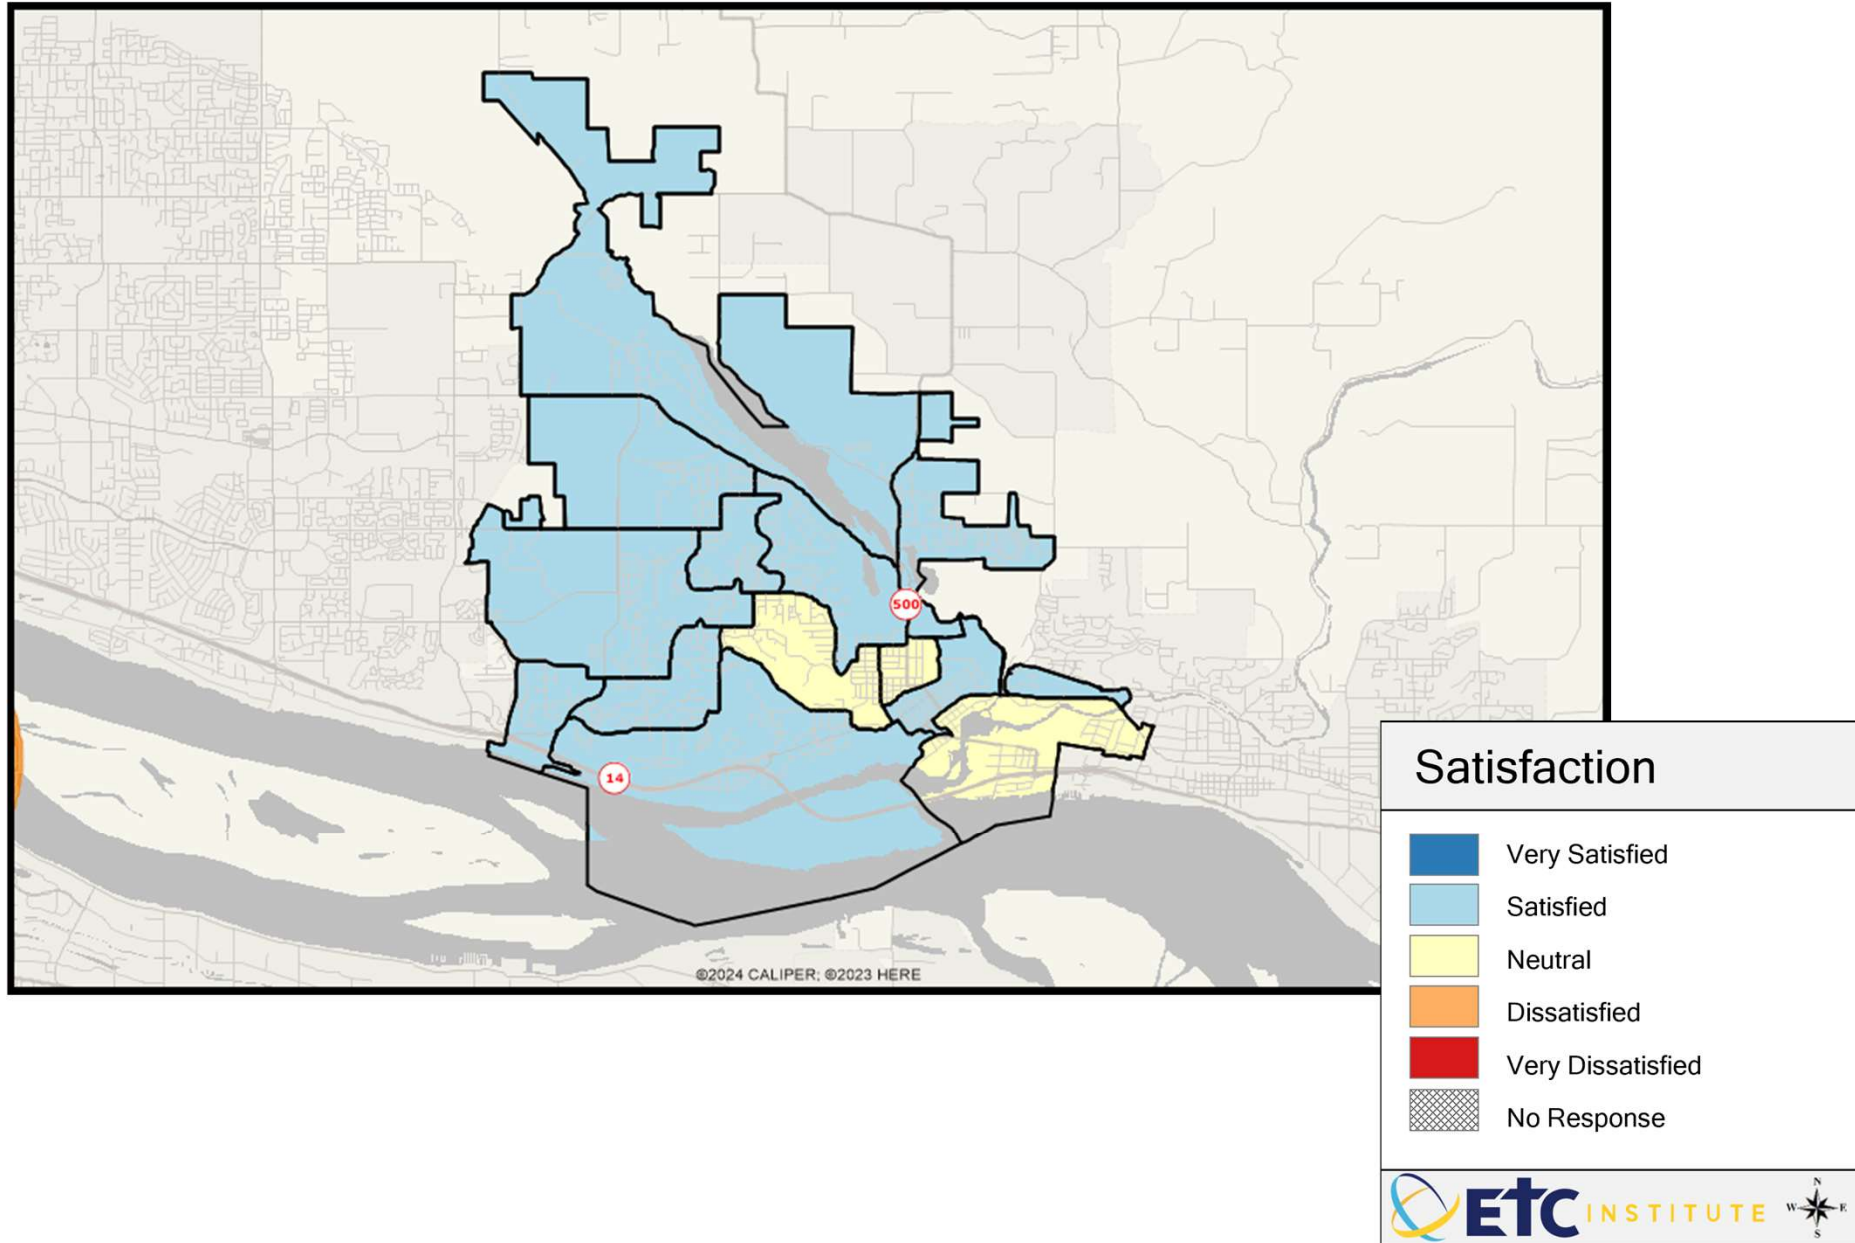 500
14
©2024 CALIPER; ©2023 HERE
Satisfaction
Very Satisfied
Satisfied
Neutral
Dissatisfied
Very Dissatisfied
No Response
ETC INSTITUTE
N
W E
S